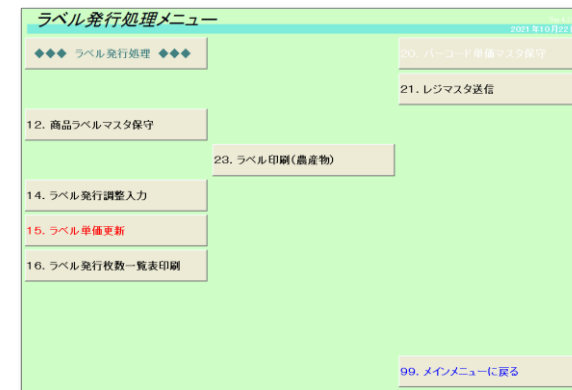 ラベル発行処理メニュー
2021年10月22日
◆◆◆ ラベル発行処理 ◆◆◆
20. バーコード単価マスタ保守
21. レジマスタ送信
12. 商品ラベルマスタ保守
23. ラベル印刷(農産物)
14. ラベル発行調整入力
15. ラベル単価更新
16. ラベル発行枚数一覧表印刷
99. メインメニューに戻る